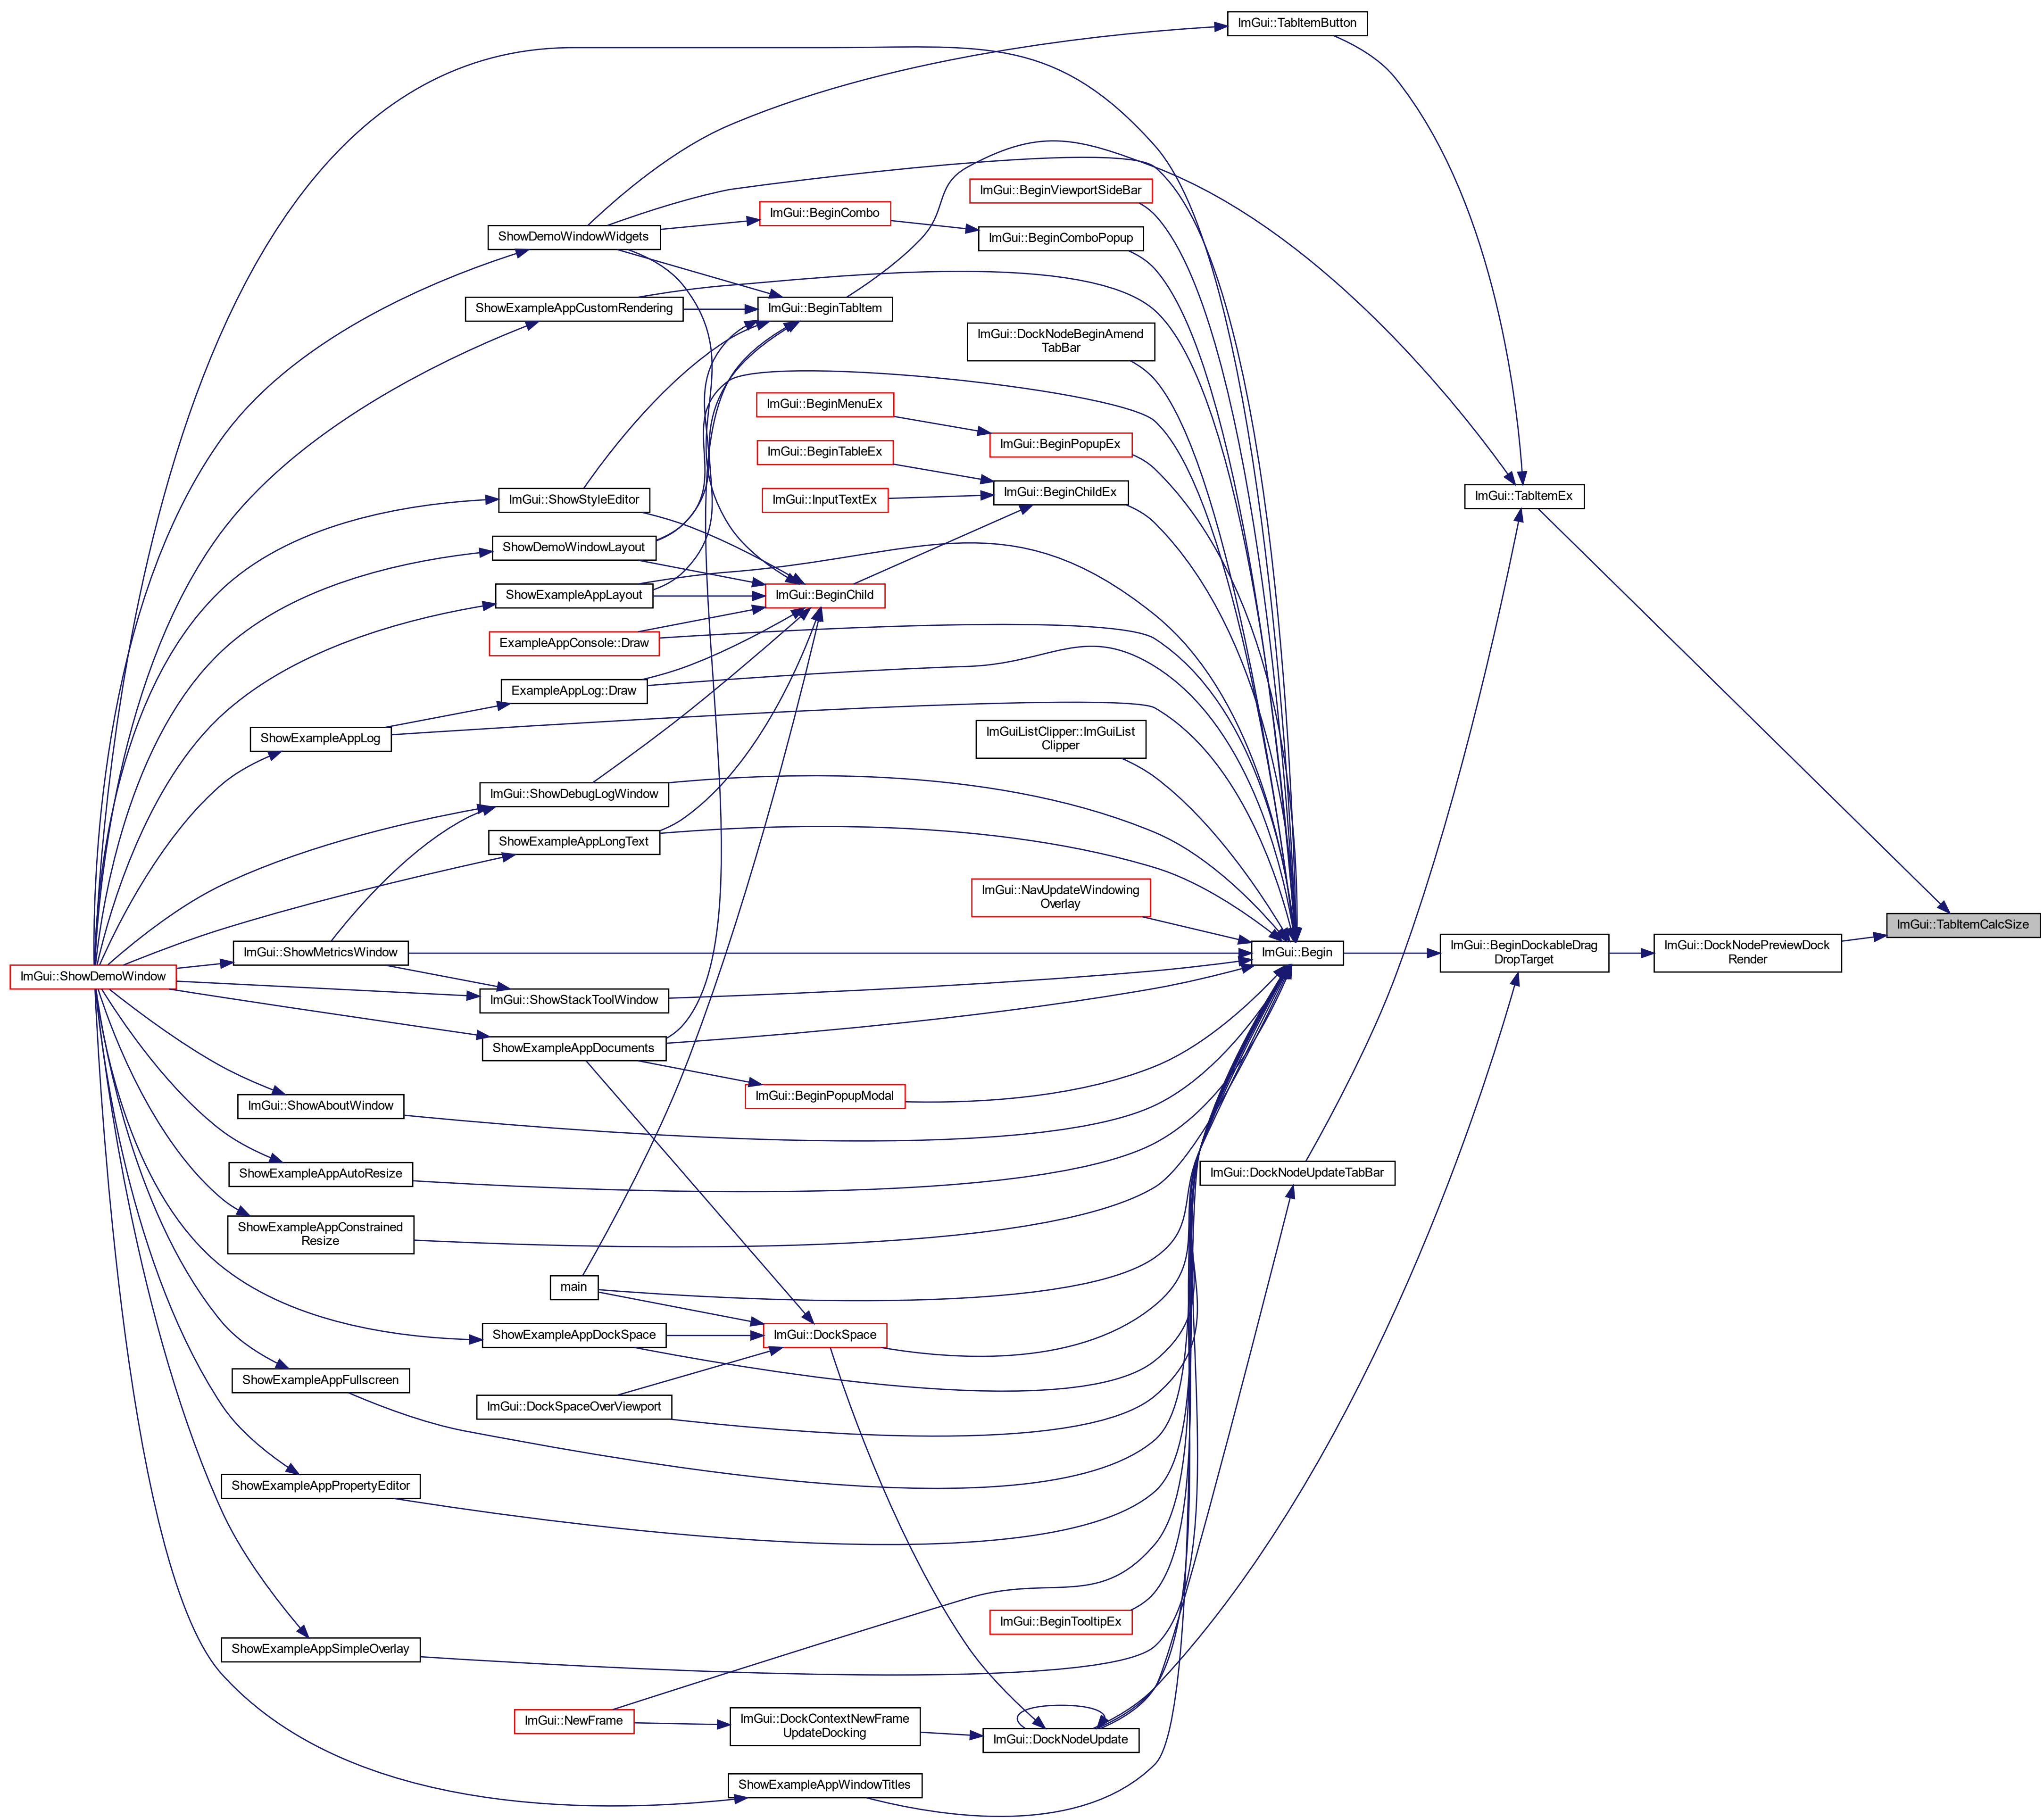 ImGui::TabItemButton
ImGui::BeginViewportSideBar
ImGui::BeginCombo
ShowDemoWindowWidgets
ImGui::BeginComboPopup
ShowExampleAppCustomRendering
ImGui::BeginTabItem
ImGui::DockNodeBeginAmend
TabBar
ImGui::BeginMenuEx
ImGui::BeginPopupEx
ImGui::BeginTableEx
ImGui::ShowStyleEditor
ImGui::InputTextEx
ImGui::BeginChildEx
ImGui::TabItemEx
ShowDemoWindowLayout
ShowExampleAppLayout
ImGui::BeginChild
ExampleAppConsole::Draw
ExampleAppLog::Draw
ShowExampleAppLog
ImGuiListClipper::ImGuiList
Clipper
ImGui::ShowDebugLogWindow
ShowExampleAppLongText
ImGui::NavUpdateWindowing
Overlay
ImGui::TabItemCalcSize
ImGui::ShowMetricsWindow
ImGui::Begin
ImGui::BeginDockableDrag
DropTarget
ImGui::DockNodePreviewDock
Render
ImGui::ShowDemoWindow
ImGui::ShowStackToolWindow
ShowExampleAppDocuments
ImGui::BeginPopupModal
ImGui::ShowAboutWindow
ShowExampleAppAutoResize
ImGui::DockNodeUpdateTabBar
ShowExampleAppConstrained
Resize
main
ShowExampleAppDockSpace
ImGui::DockSpace
ShowExampleAppFullscreen
ImGui::DockSpaceOverViewport
ShowExampleAppPropertyEditor
ImGui::BeginTooltipEx
ShowExampleAppSimpleOverlay
ImGui::NewFrame
ImGui::DockContextNewFrame
UpdateDocking
ImGui::DockNodeUpdate
ShowExampleAppWindowTitles